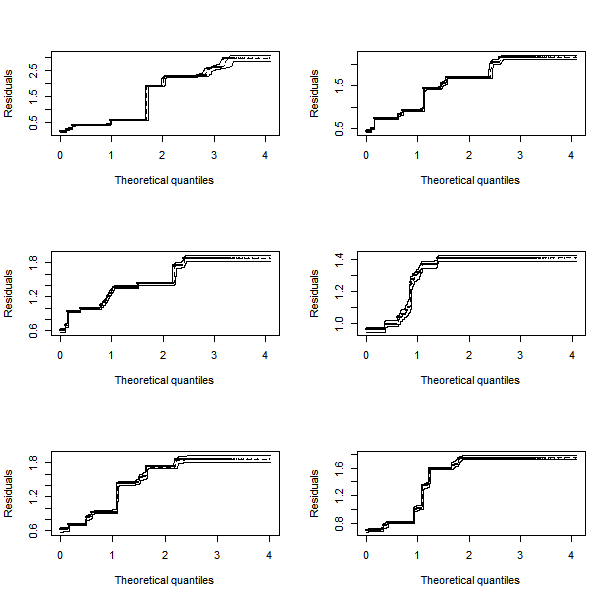 Residuals
0.5 1.5 2.5
0 1 2 3 4
Theoretical quantiles
Residuals
0.5 1.5
0 1 2 3 4
Theoretical quantiles
Residuals
0.6 1.2 1.8
0 1 2 3 4
Theoretical quantiles
Residuals
1.0 1.2 1.4
0 1 2 3 4
Theoretical quantiles
Residuals
0.6 1.2 1.8
0 1 2 3 4
Theoretical quantiles
Residuals
0.8 1.2 1.6
0 1 2 3 4
Theoretical quantiles